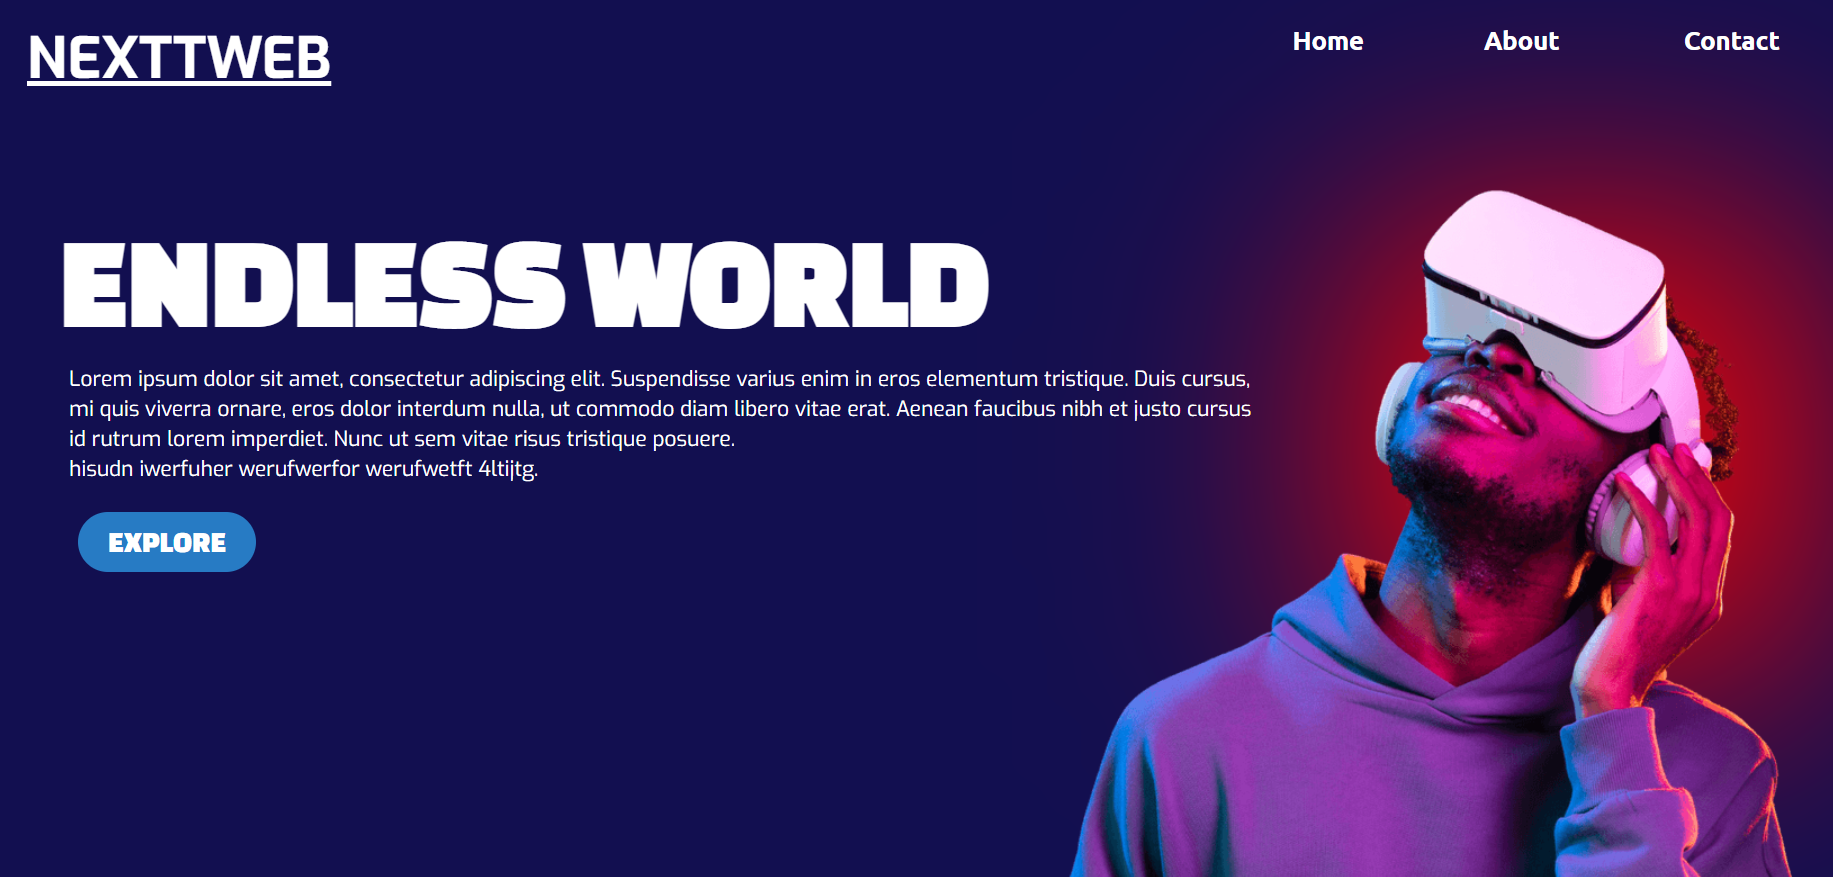 NEXTTWEB
Home
About
Contact
ENDLESS WORLD
Lorem ipsum dolor sit amet, consectetur adipiscing elit. Suspendisse varius enim in eros elementum tristique. Duis cursus,
mi quis viverra ornare, eros dolor interdum nulla, ut commodo diam libero vitae erat. Aenean faucibus nibh et justo cursus
id rutrum lorem imperdiet. Nunc ut sem vitae risus tristique posuere.
hisudn iwerfuher werufwerfor werufwetft 4ltijtg.
EXPLORE